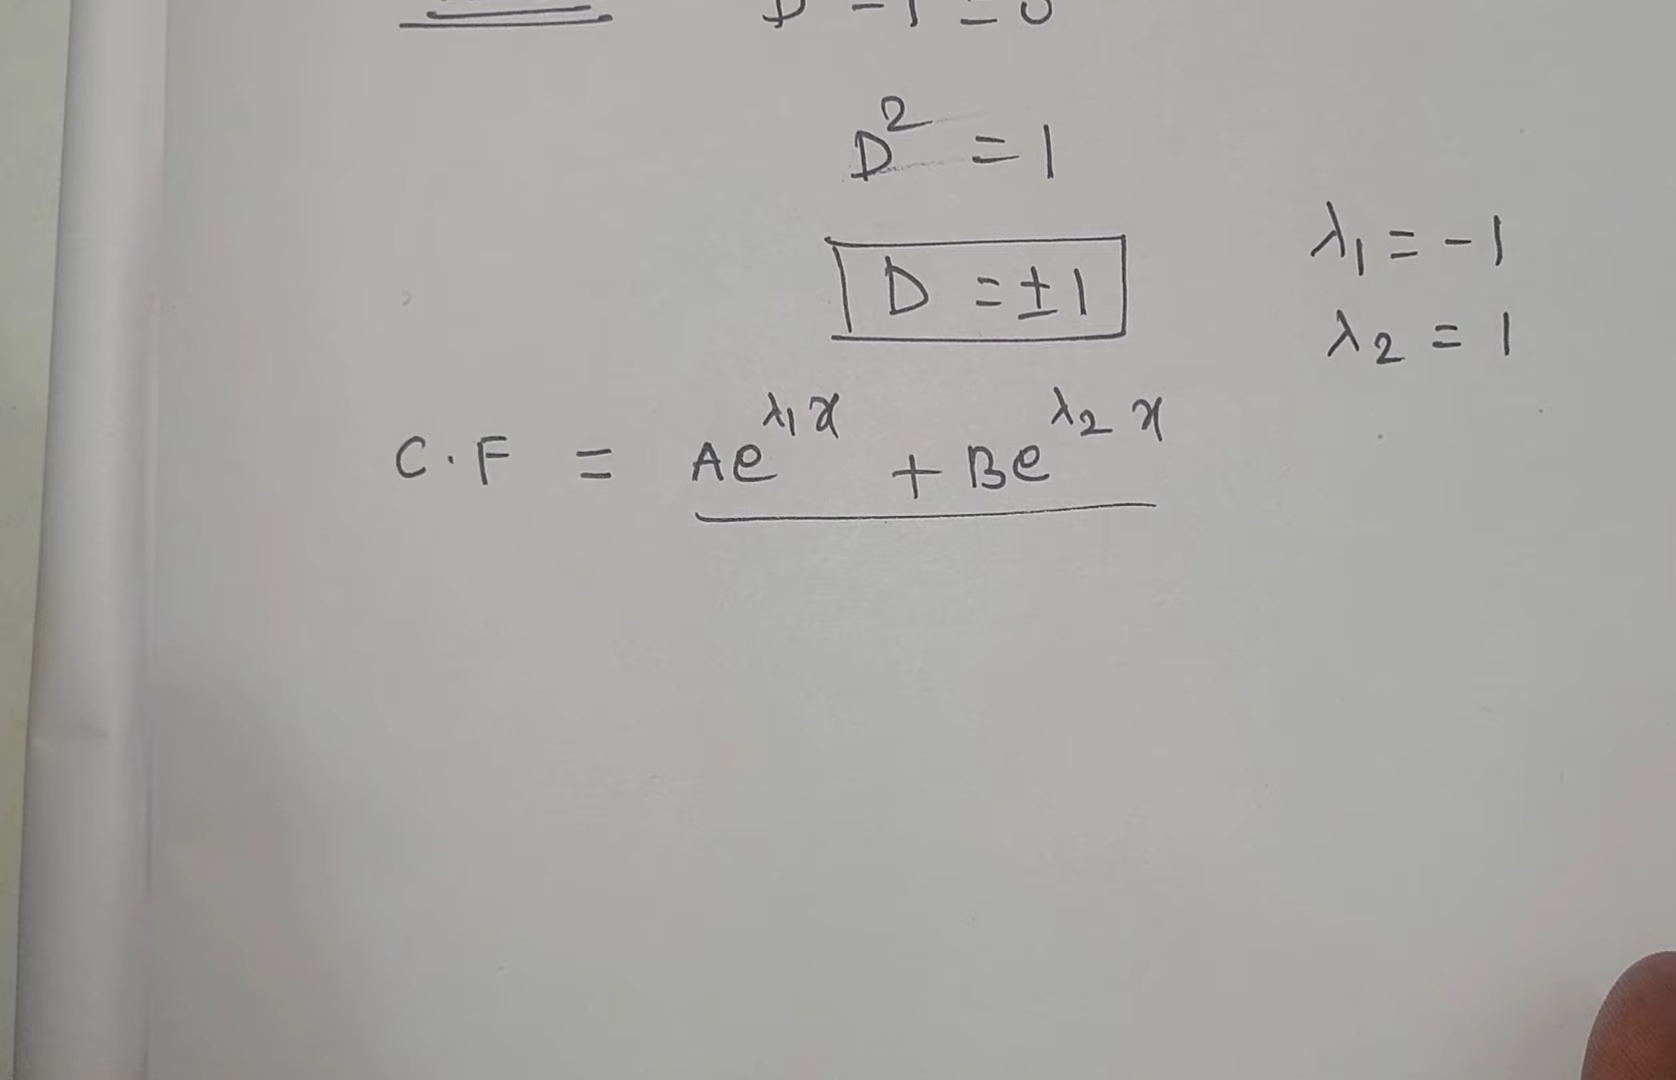 D² = 1
D = ±1
λ₁ = -1
λ₂ = 1
C.F = Ae^λ₁x + Be^λ₂x